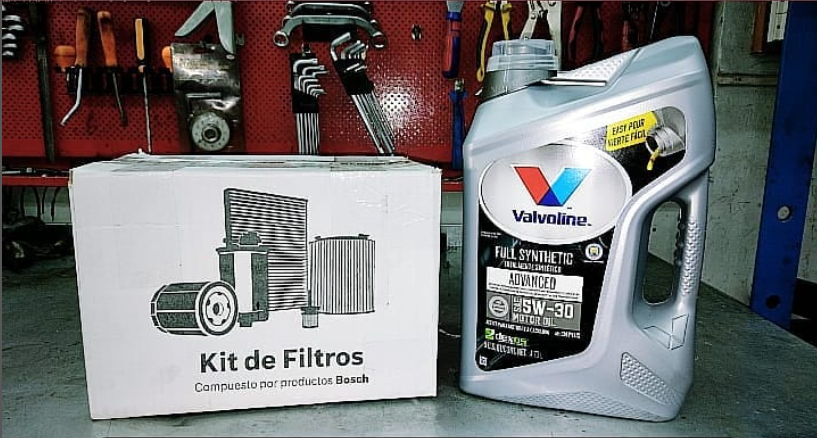 Kit de Filtros
Compuesto por productos Bosch
EASY POUR
VIERTE FÁCIL
Valvoline.
FULL SYNTHETIC
ADVANCED
SAE 5W-30
MOTOR OIL